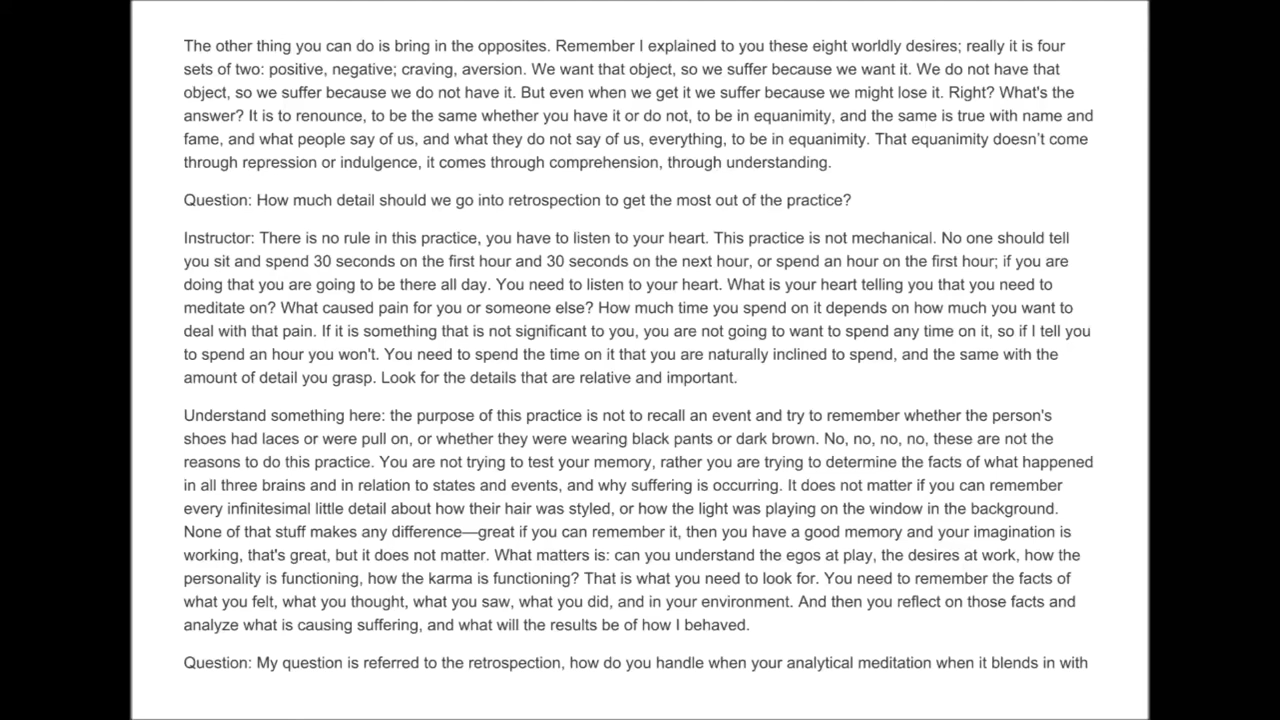 The other thing you can do is bring in the opposites. Remember I explained to you these eight worldly desires; really it is four
sets of two: positive, negative; craving, aversion. We want that object, so we suffer because we want it. We do not have that
object, so we suffer because we do not have it. But even when we get it we suffer because we might lose it. Right? What's the
answer? It is to renounce, to be the same whether you have it or do not, to be in equanimity, and the same is true with name and
fame, and what people say of us, and what they do not say of us, everything, to be in equanimity. That equanimity doesn’t come
through repression or indulgence, it comes through comprehension, through understanding.
Question: How much detail should we go into retrospection to get the most out of the practice?
Instructor: There is no rule in this practice, you have to listen to your heart. This practice is not mechanical. No one should tell
you sit and spend 30 seconds on the first hour and 30 seconds on the next hour, or spend an hour on the first hour; if you are
doing that you are going to be there all day. You need to listen to your heart. What is your heart telling you that you need to
meditate on? What caused pain for you or someone else? How much time you spend on it depends on how much you want to
deal with that pain. If it is something that is not significant to you, you are not going to want to spend any time on it, so if I tell you
to spend an hour you won't. You need to spend the time on it that you are naturally inclined to spend, and the same with the
amount of detail you grasp. Look for the details that are relative and important.
Understand something here: the purpose of this practice is not to recall an event and try to remember whether the person's
shoes had laces or were pull on, or whether they were wearing black pants or dark brown. No, no, no, no, these are not the
reasons to do this practice. You are not trying to test your memory, rather you are trying to determine the facts of what happened
in all three brains and in relation to states and events, and why suffering is occurring. It does not matter if you can remember
every infinitesimal little detail about how their hair was styled, or how the light was playing on the window in the background.
None of that stuff makes any difference—great if you can remember it, then you have a good memory and your imagination is
working, that's great, but it does not matter. What matters is: can you understand the egos at play, the desires at work, how the
personality is functioning, how the karma is functioning? That is what you need to look for. You need to remember the facts of
what you felt, what you thought, what you saw, what you did, and in your environment. And then you reflect on those facts and
analyze what is causing suffering, and what will the results be of how I behaved.
Question: My question is referred to the retrospection, how do you handle when your analytical meditation when it blends in with